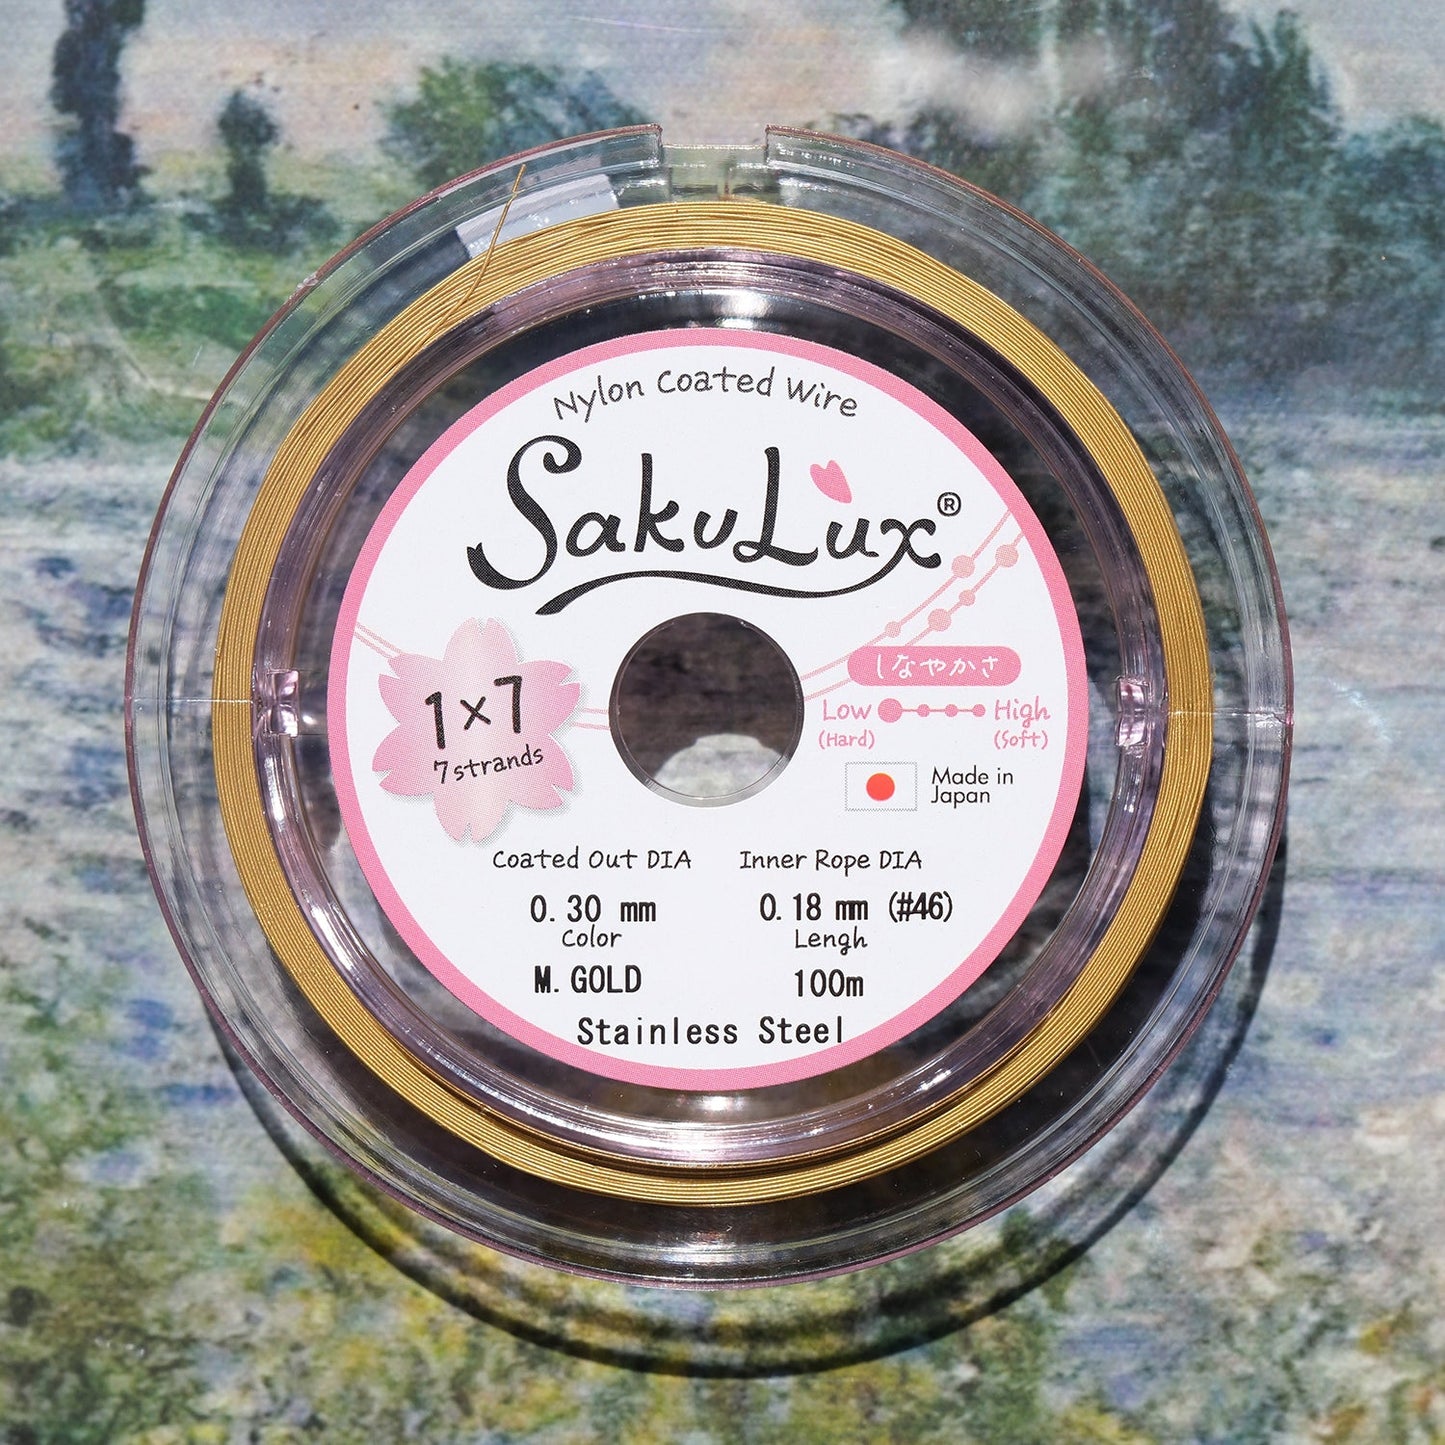 Nylon Coated Wire
SakuLux®
1×7
7strands
しなやかさ
Low High
(Hard) (Soft)
Made in
Japan
Coated Out DIA Inner Rope DIA
0.30 mm 0.18 mm (#46)
Color Lengh
M.GOLD 100m
Stainless Steel